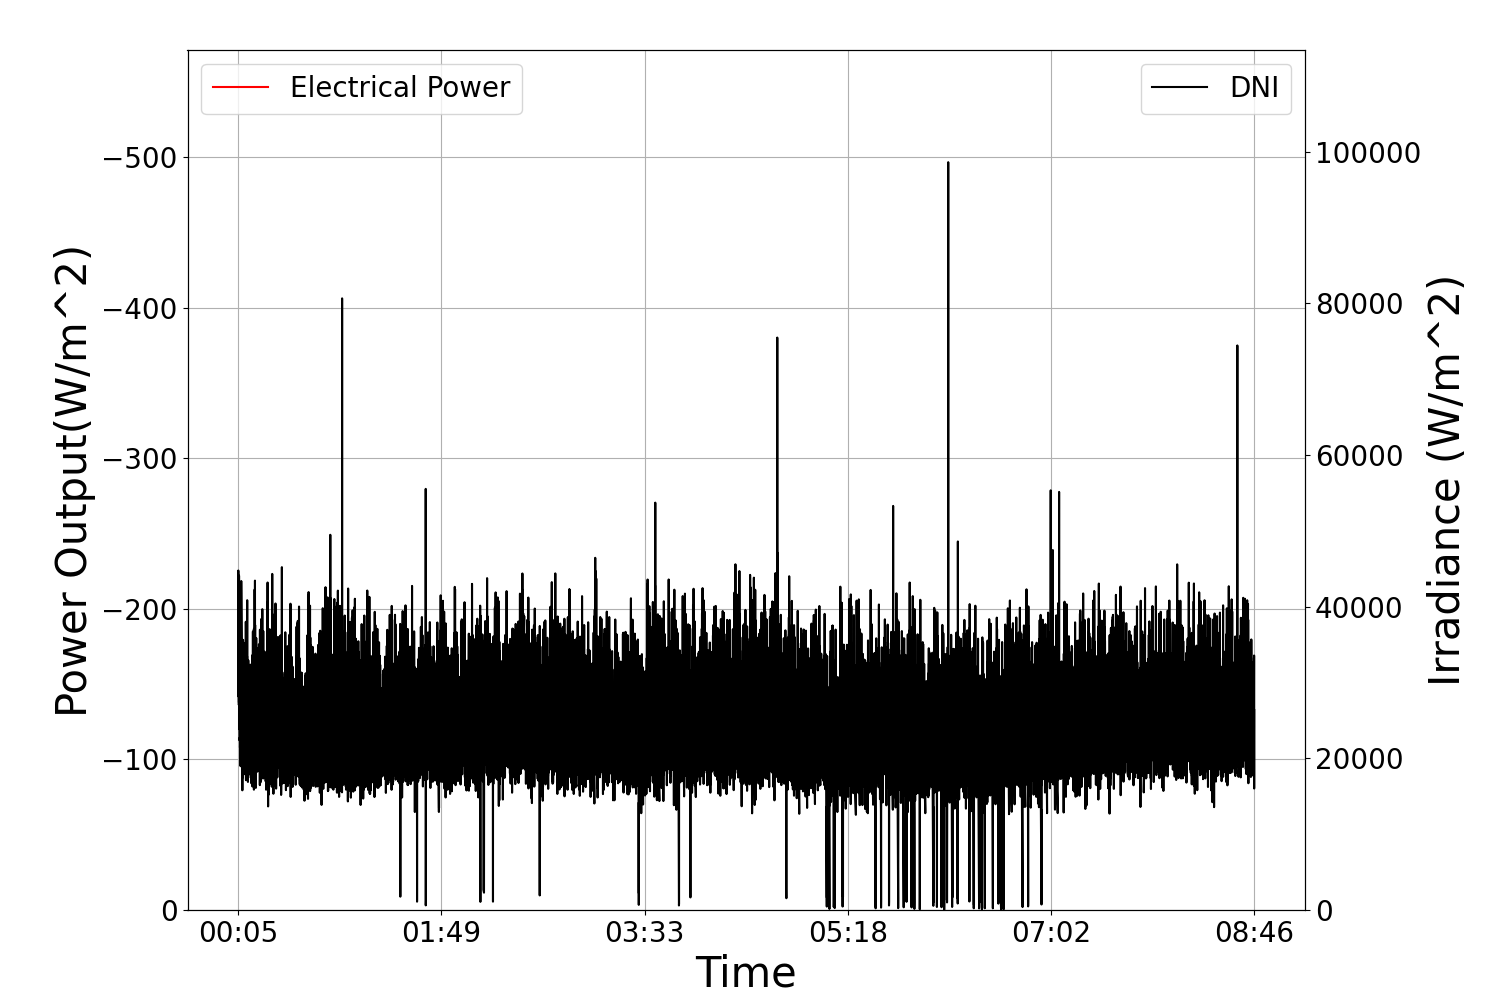 Electrical Power
DNI
−500
−400
−300
−200
−100
0
Power Output(W/m^2)
100000
80000
60000
40000
20000
0
Irradiance (W/m^2)
00:05 01:49 03:33 05:18 07:02 08:46
Time